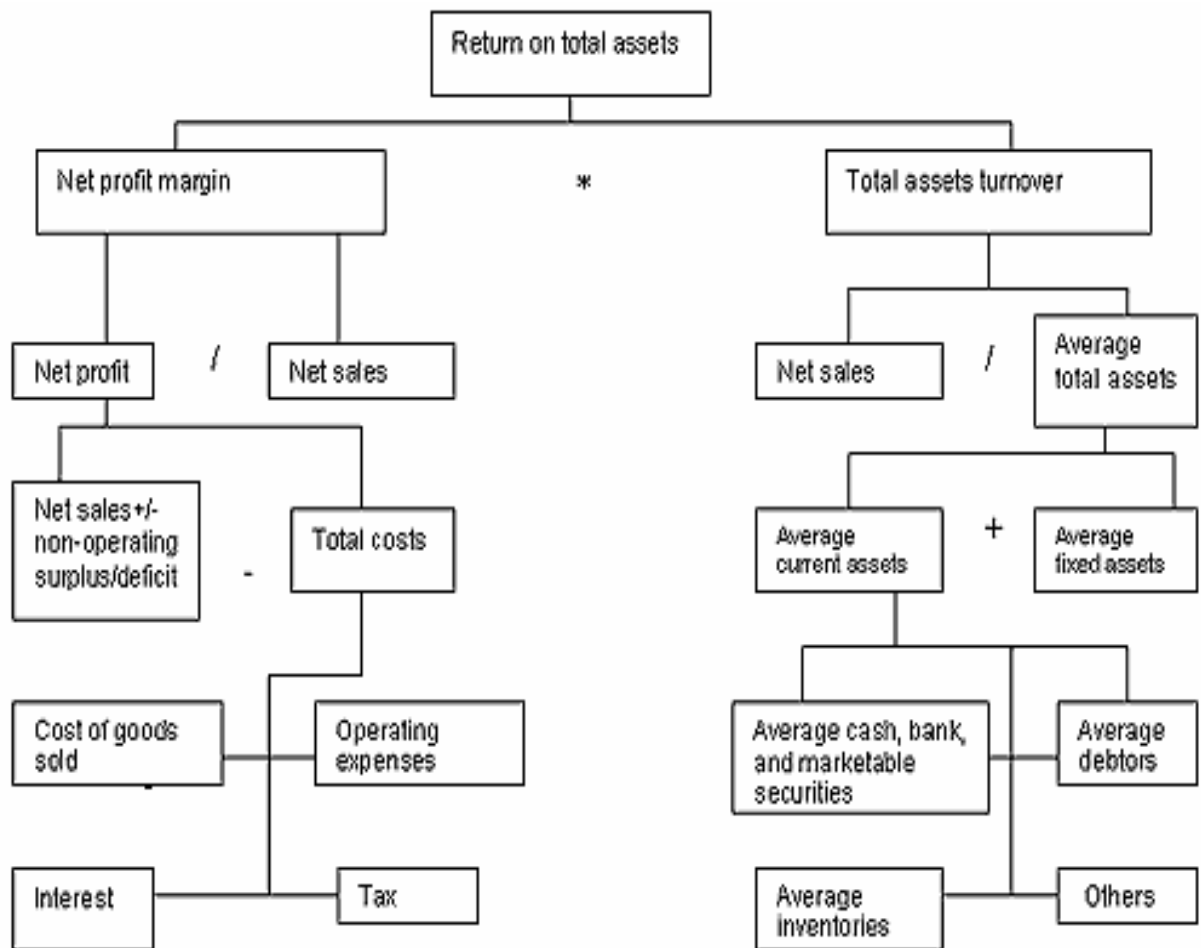 Return on total assets
Net profit margin
*
Total assets turnover
Net profit
/
Net sales
Net sales
/
Average
total assets
Net sales+/-
non-operating
surplus/deficit
-
Total costs
Average
current assets
+
Average
fixed assets
Cost of goods
sold
Operating
expenses
Average cash, bank,
and marketable
securities
Average
debtors
Interest
Tax
Average
inventories
Others